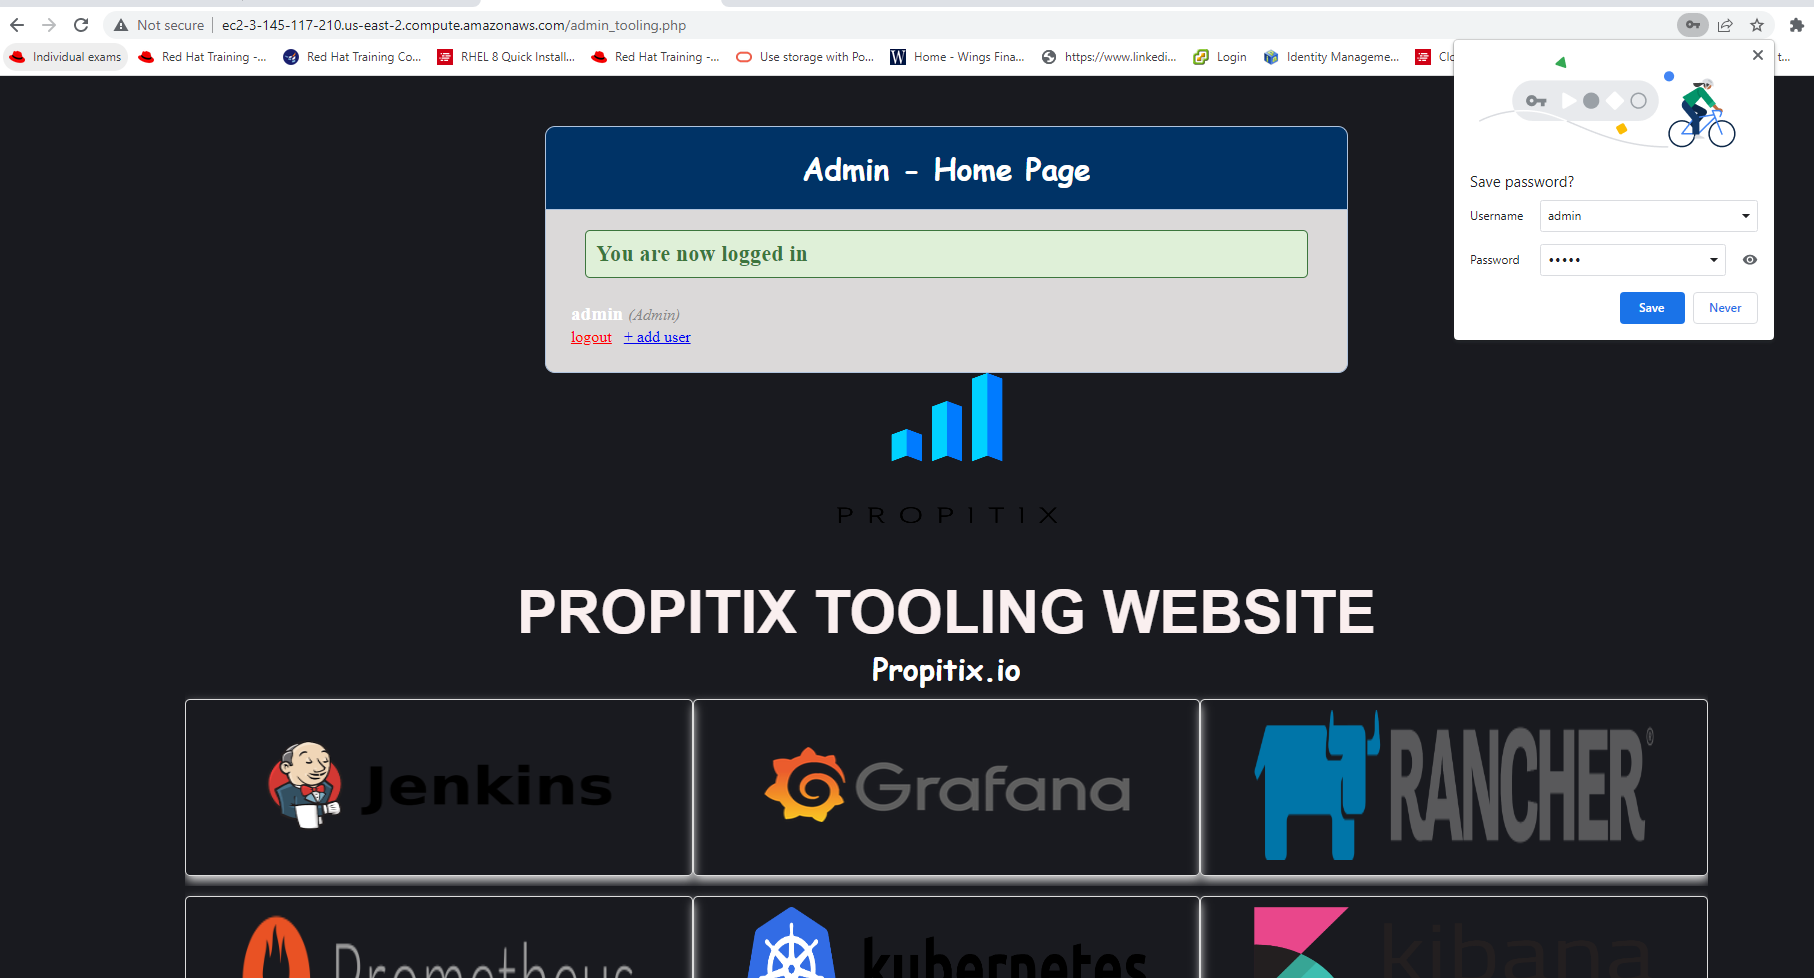 Not secure | ec2-3-145-117-210.us-east-2.compute.amazonaws.com/admin_tooling.php
Individual exams Red Hat Training -... Red Hat Training Co... RHEL 8 Quick Install... Red Hat Training -... Use storage with Po... W Home - Wings Fina... https://www.linkedi... Login Identity Manageme... Clo t...
Save password?
Username admin
Password •••••
Save Never
Admin - Home Page
You are now logged in
admin (Admin)
logout + add user
PROPITIX
PROPITIX TOOLING WEBSITE
Propitix.io
Jenkins Grafana RANCHER®
Prometheus kubernetes kibana